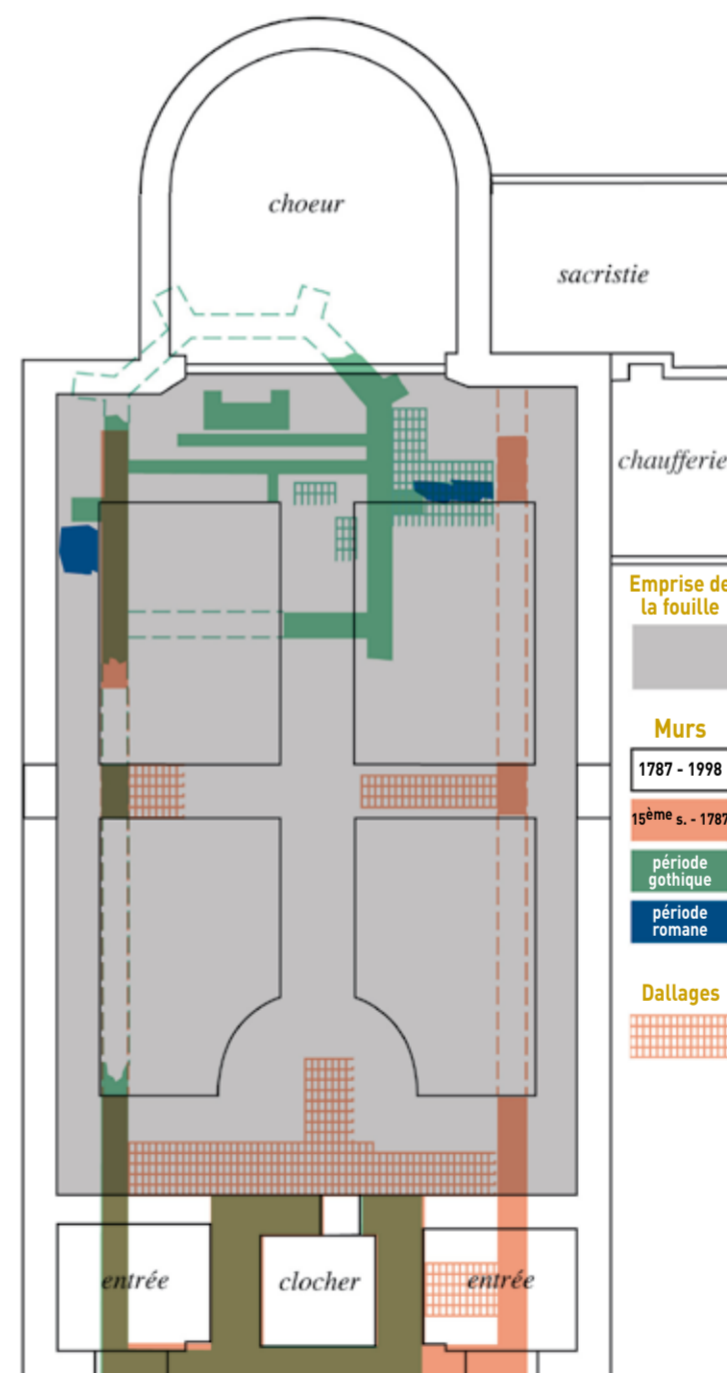 choeur
sacristie
chaufferie
Emprise de
la fouille
Murs
1787 - 1998
15ème s. - 1787
période
gothique
période
romane
Dallages
entrée
clocher
entrée